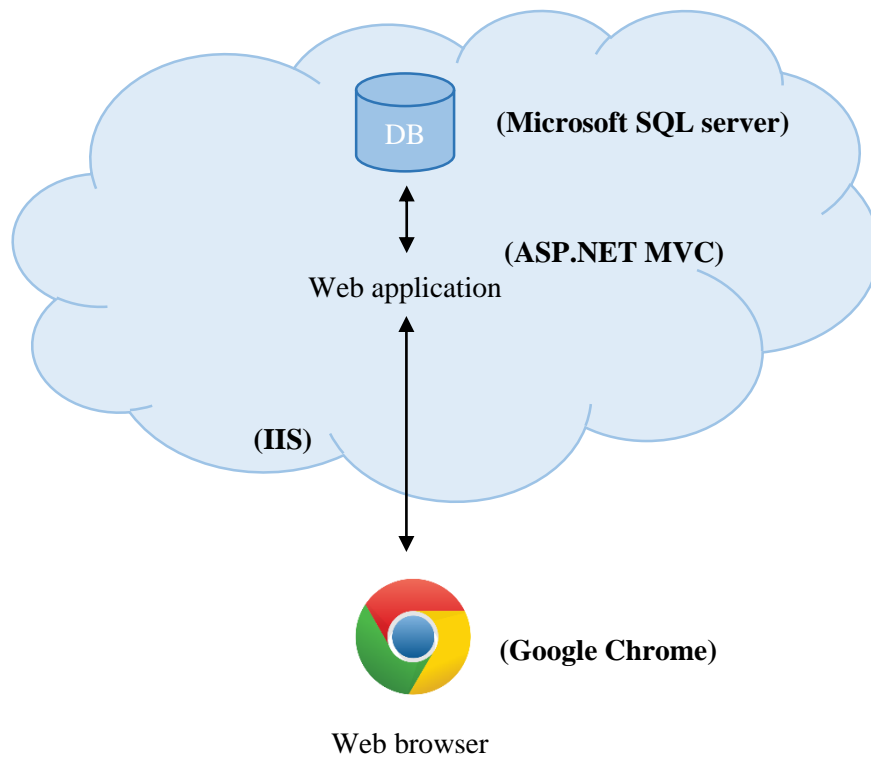 DB
(Microsoft SQL server)
(ASP.NET MVC)
Web application
(IIS)
(Google Chrome)
Web browser